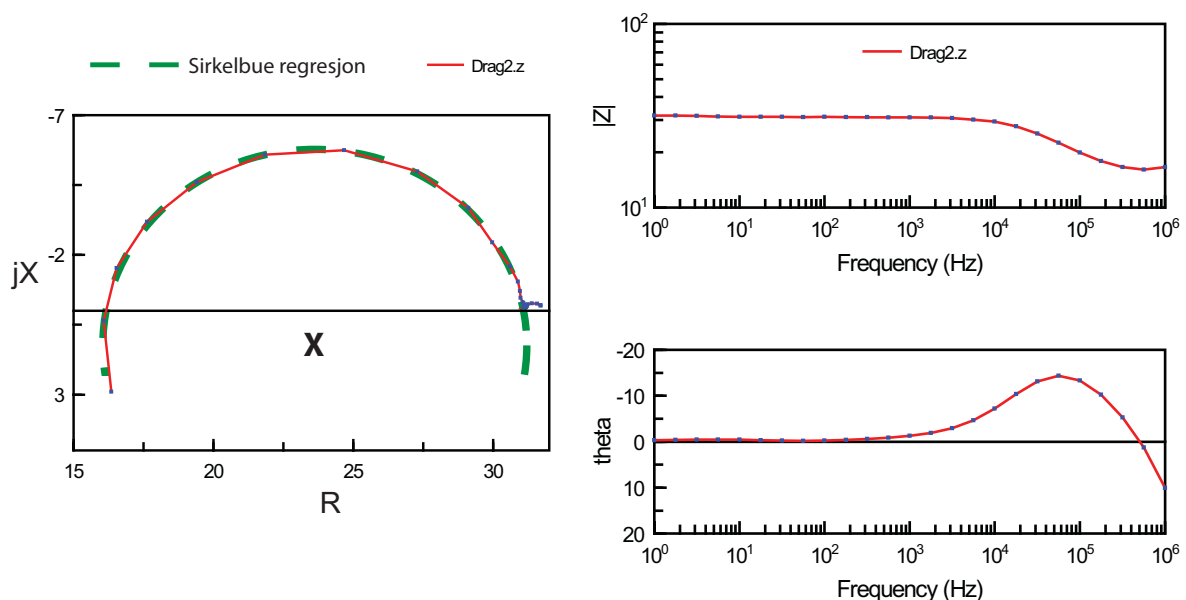 Sirkelbue regresjon
Drag2.z
-7
-2
3
jX
X
15
20
25
30
R
10²
10¹
|Z|
Drag2.z
10⁰ 10¹ 10² 10³ 10⁴ 10⁵ 10⁶
Frequency (Hz)
-20
-10
0
10
20
theta
10⁰ 10¹ 10² 10³ 10⁴ 10⁵ 10⁶
Frequency (Hz)